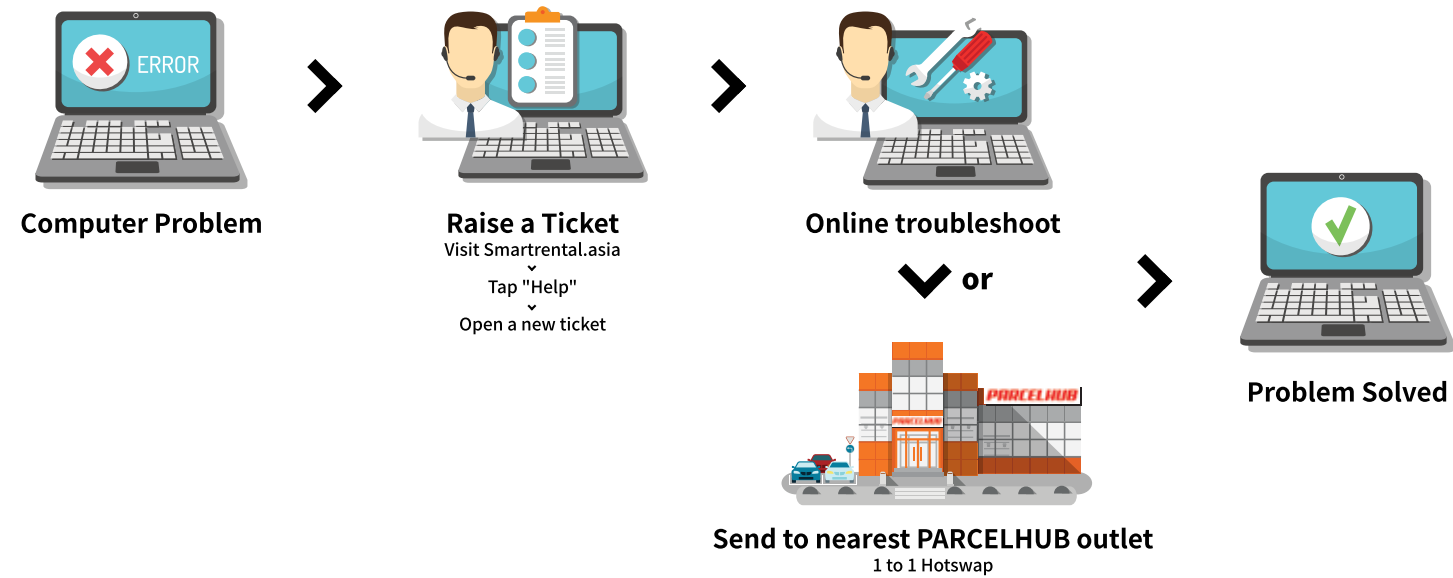 ERROR
Computer Problem
Raise a Ticket
Visit Smartrental.asia
Tap "Help"
Open a new ticket
Online troubleshoot
or
PARCELHUB
PARCELHUB
Send to nearest PARCELHUB outlet
1 to 1 Hotswap
Problem Solved